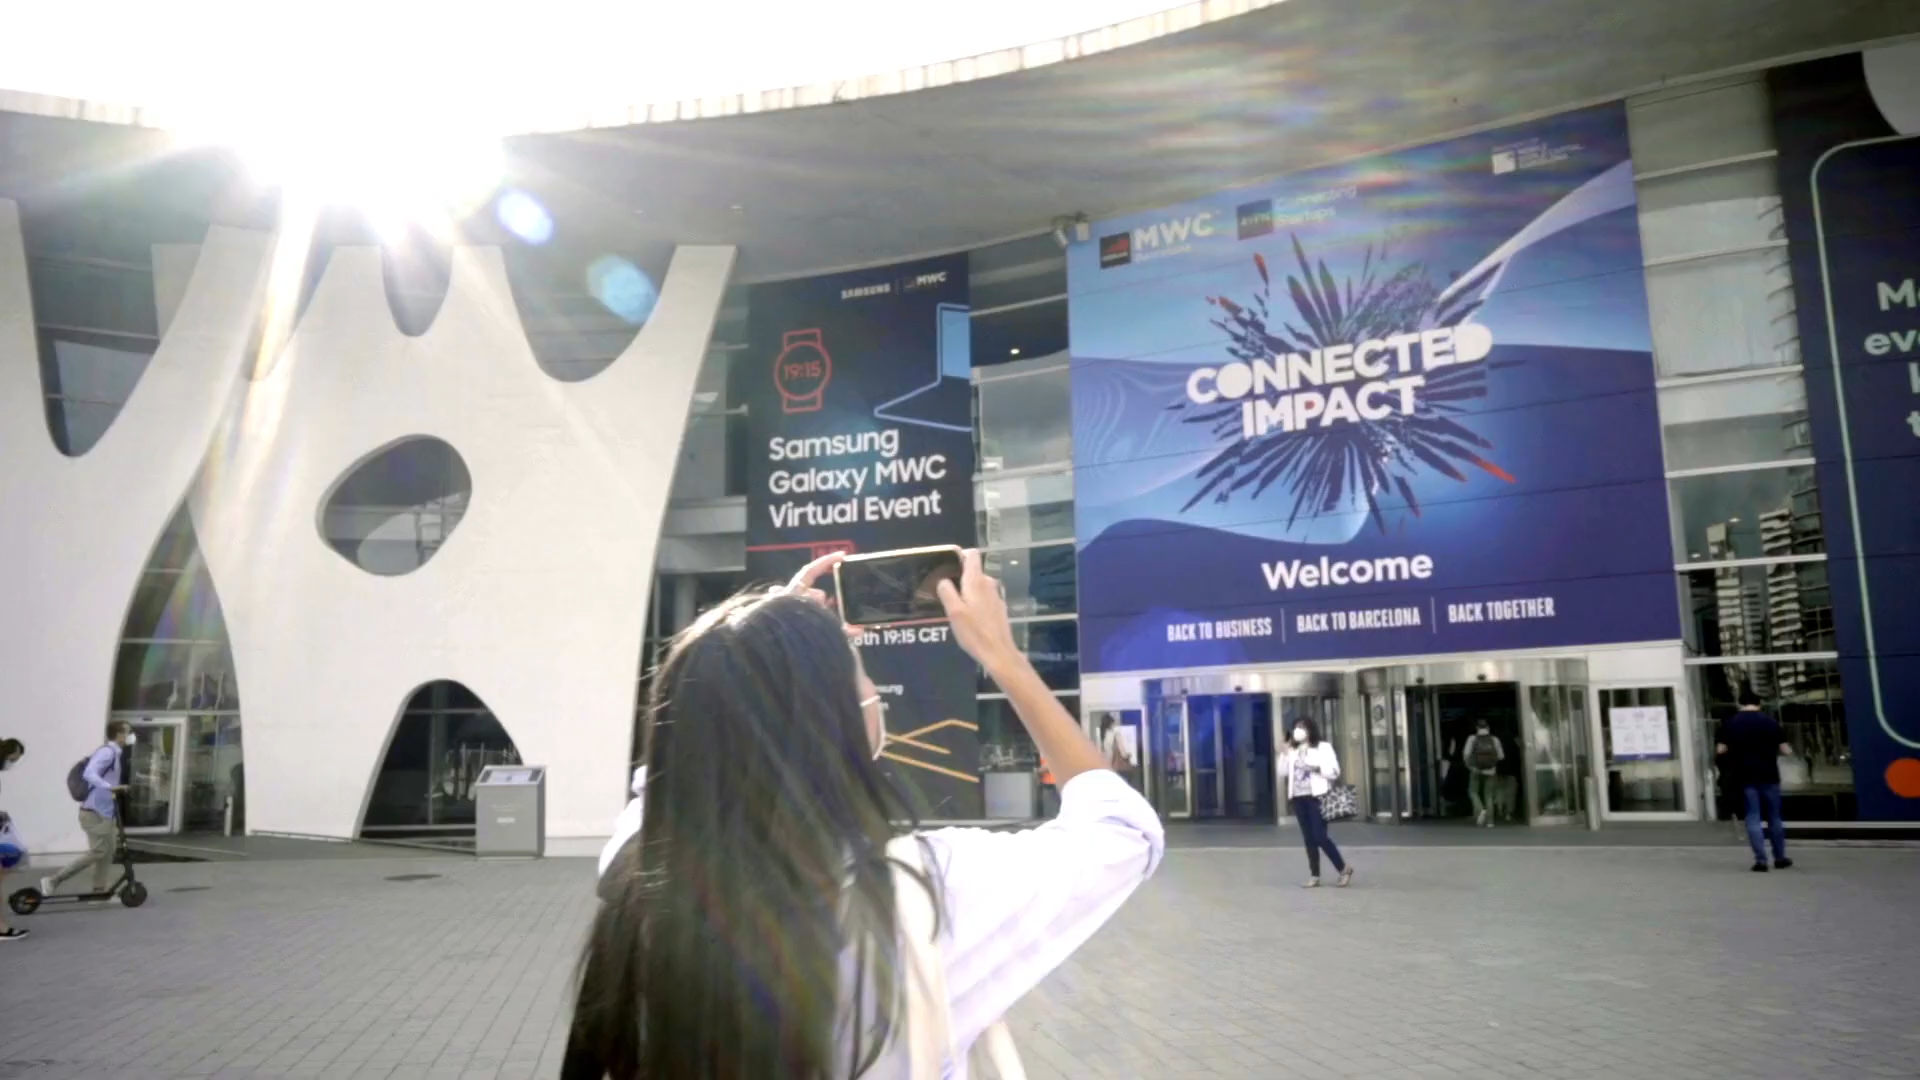 SAMSUNG | MWC
19:15
Samsung
Galaxy MWC
Virtual Event
8th 19:15 CET
MWC
Barcelona
4YFN
Connecting
Startups
CONNECTED
IMPACT
Welcome
BACK TO BUSINESS | BACK TO BARCELONA | BACK TOGETHER